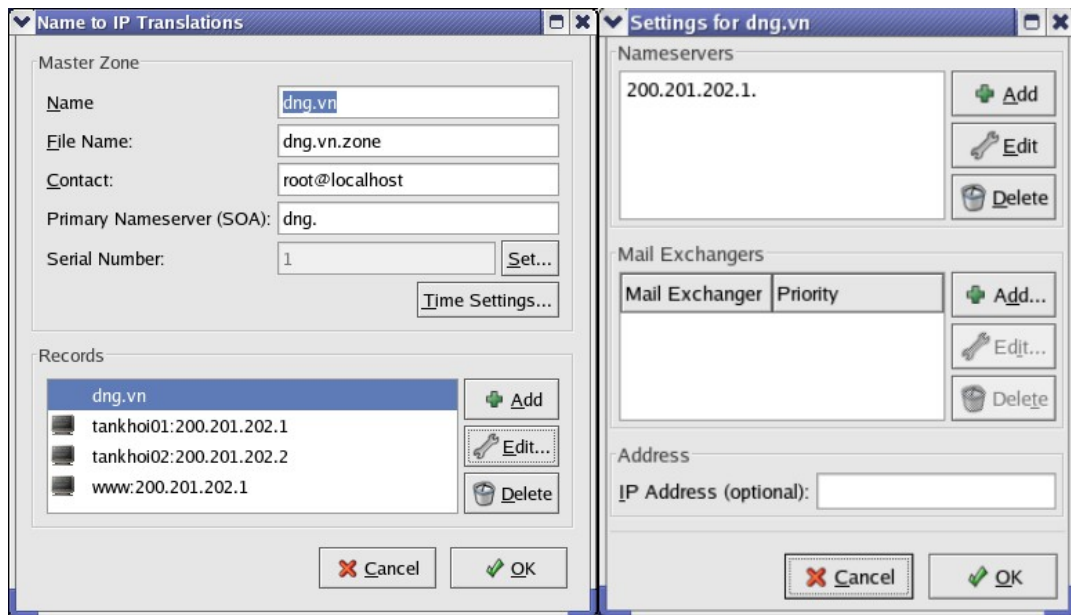 Name to IP Translations
Master Zone
Name
dng.vn
File Name:
dng.vn.zone
Contact:
root@localhost
Primary Nameserver (SOA):
dng.
Serial Number:
1
Set...
Time Settings...
Records
dng.vn
tankhoi01:200.201.202.1
tankhoi02:200.201.202.2
www:200.201.202.1
Add
Edit...
Delete
Cancel
OK
Settings for dng.vn
Nameservers
200.201.202.1.
Add
Edit
Delete
Mail Exchangers
Mail Exchanger
Priority
Add...
Edit...
Delete
Address
IP Address (optional):
Cancel
OK